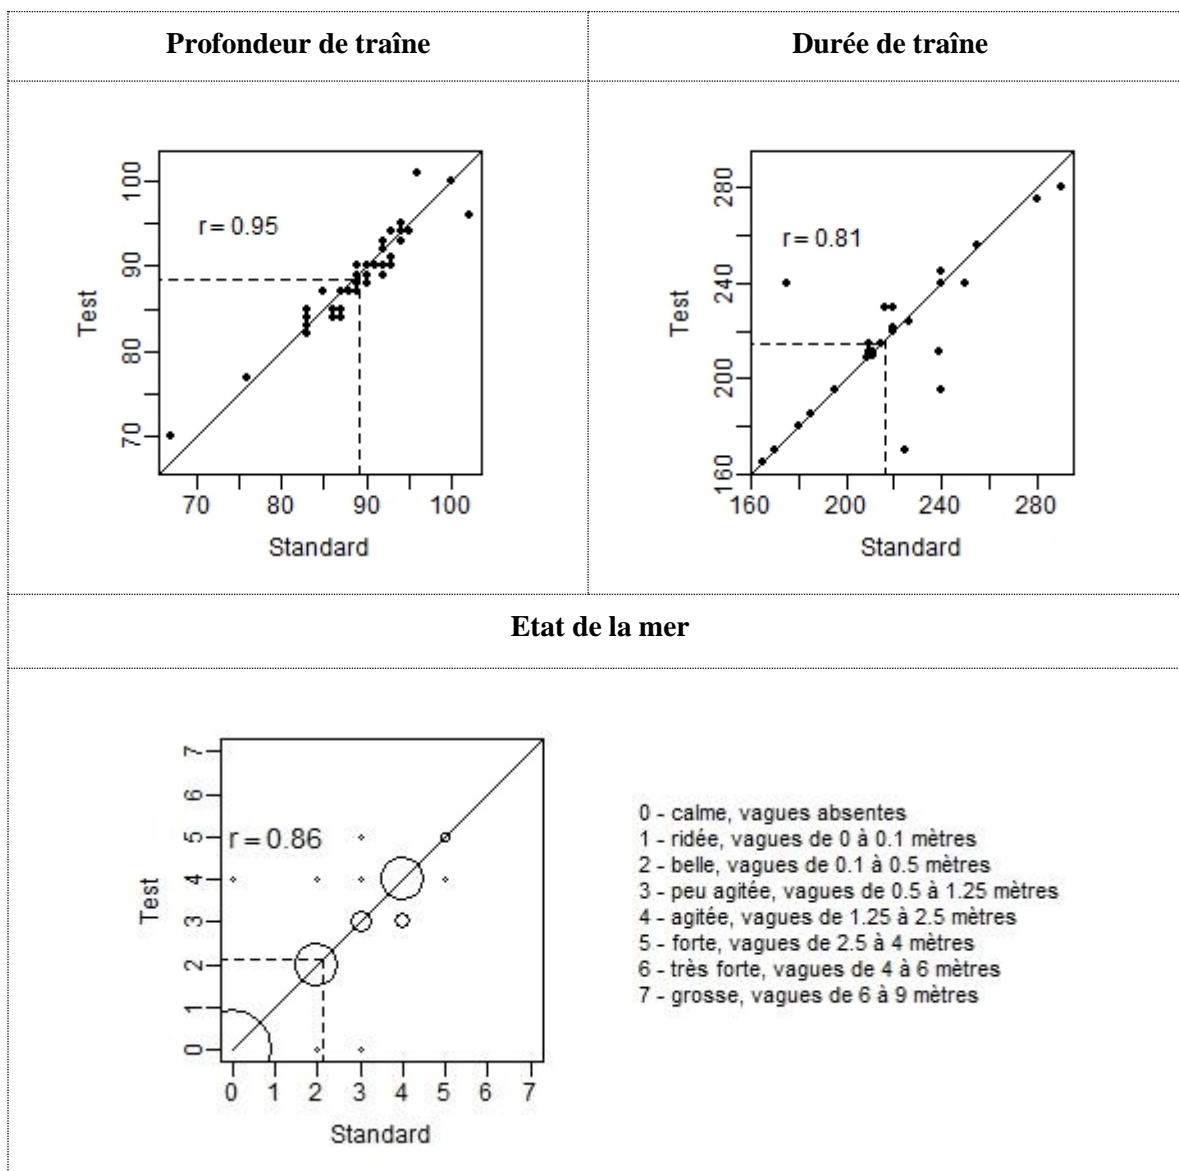 Profondeur de traîne
Durée de traîne
r = 0.95
Test
70 80 90 100
70 80 90 100
Standard
r = 0.81
Test
160 200 240 280
160 200 240 280
Standard
Etat de la mer
r = 0.86
Test
0 1 2 3 4 5 6 7
0 1 2 3 4 5 6 7
Standard
0 - calme, vagues absentes
1 - ridée, vagues de 0 à 0.1 mètres
2 - belle, vagues de 0.1 à 0.5 mètres
3 - peu agitée, vagues de 0.5 à 1.25 mètres
4 - agitée, vagues de 1.25 à 2.5 mètres
5 - forte, vagues de 2.5 à 4 mètres
6 - très forte, vagues de 4 à 6 mètres
7 - grosse, vagues de 6 à 9 mètres